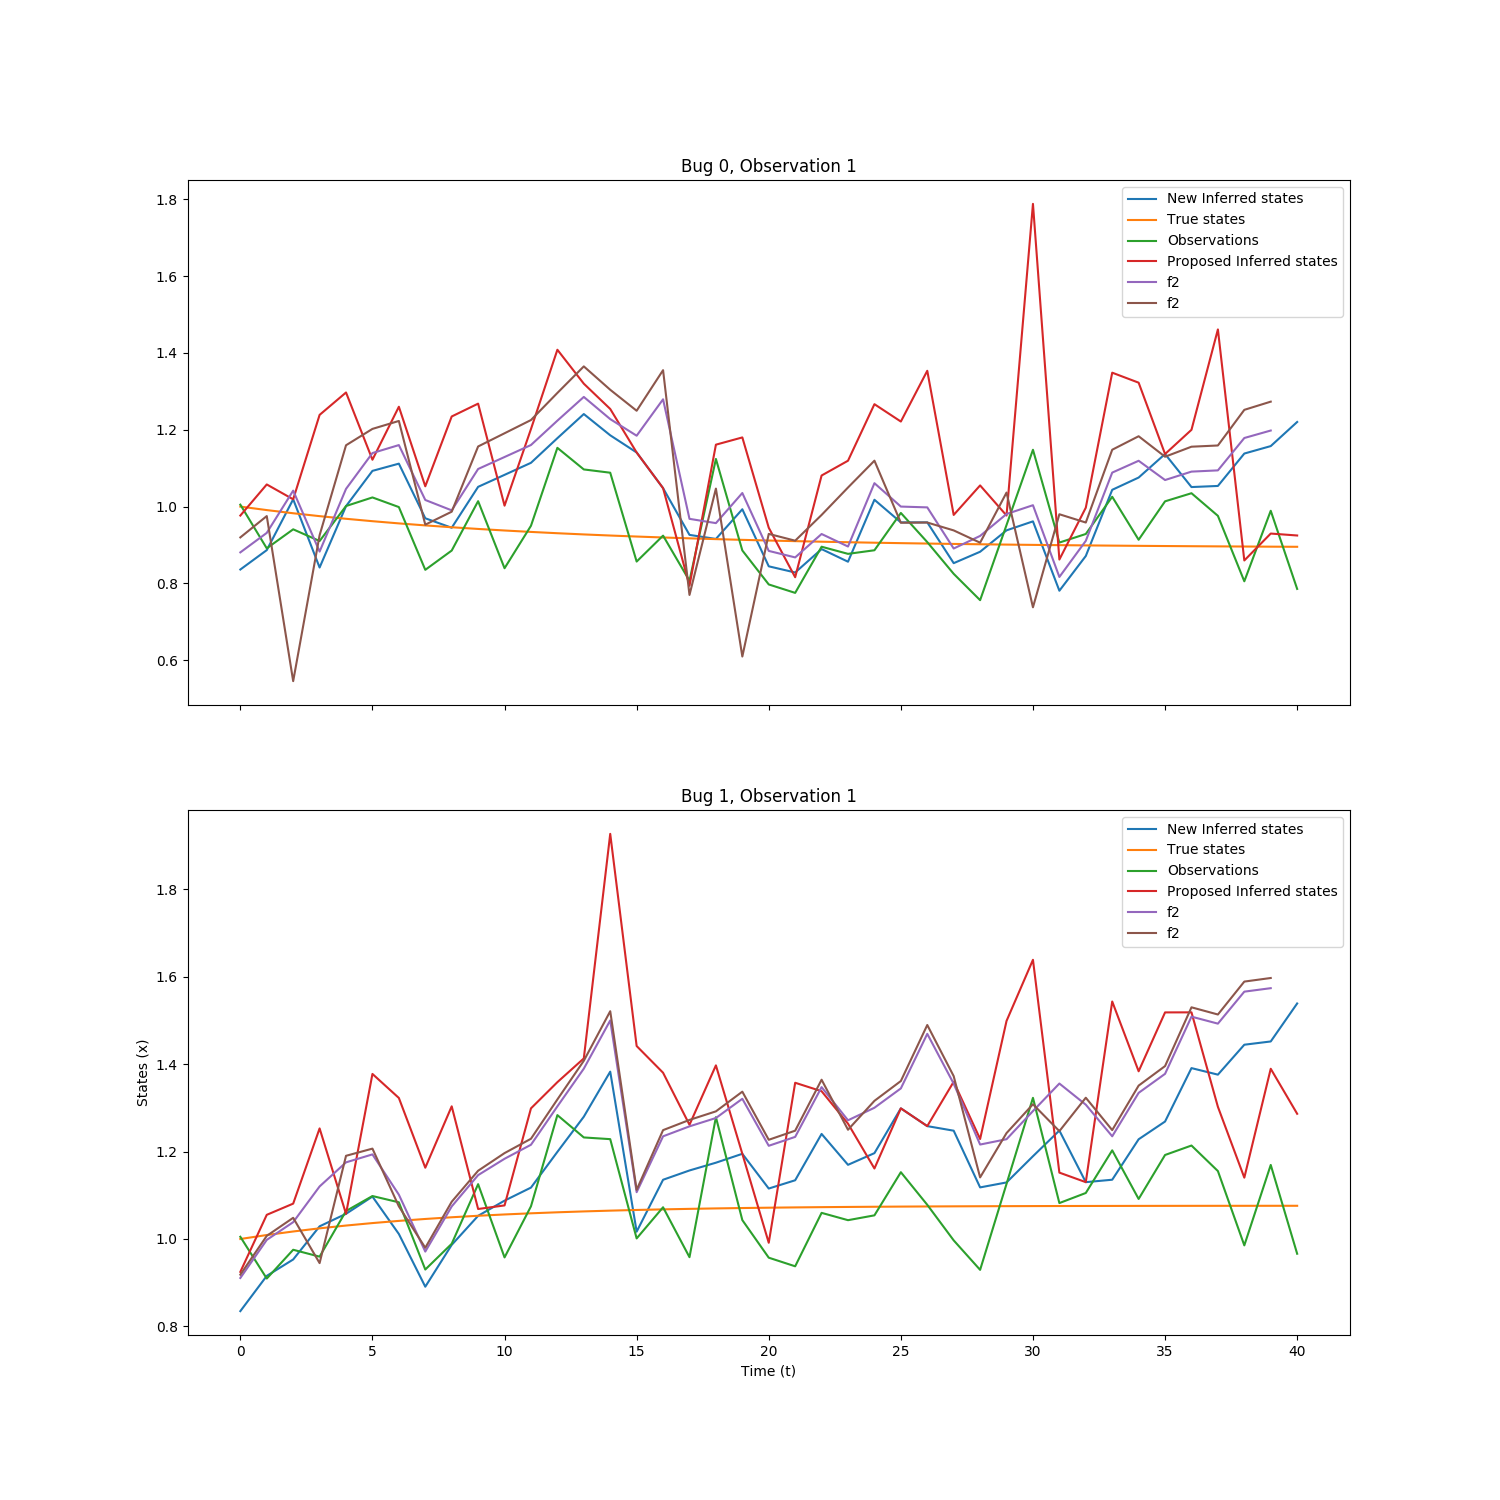 Bug 0, Observation 1
1.8
1.6
1.4
1.2
1.0
0.8
0.6
New Inferred states
True states
Observations
Proposed Inferred states
f2
f2
Bug 1, Observation 1
1.8
1.6
1.4
1.2
1.0
0.8
States (x)
New Inferred states
True states
Observations
Proposed Inferred states
f2
f2
0 5 10 15 20 25 30 35 40
Time (t)